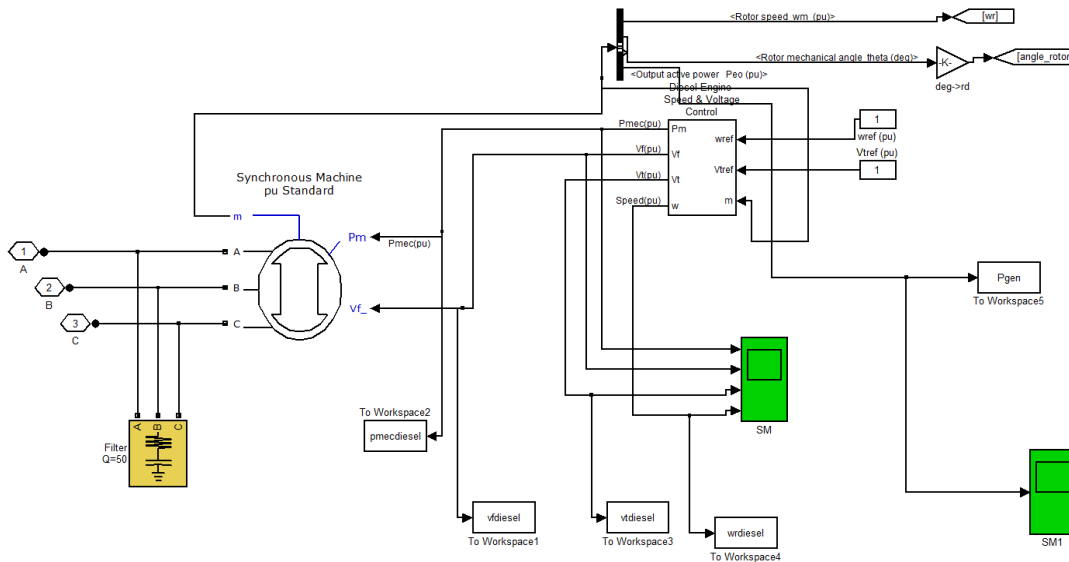 <Rotor speed wm (pu)>
[wr]
<Rotor mechanical angle theta (deg)>
-K-
[angle_rotor
deg->rd
<Output active power Peo (pu)>
Diesel Engine
Speed & Voltage
Control
Pmec(pu)
Pm
wref
1
wref (pu)
Vf(pu)
Vf
Vtref (pu)
Vtref
1
Vt(pu)
Vt
Speed(pu)
w
m
Synchronous Machine
pu Standard
m
Pm
Pmec(pu)
1
A
A
2
B
B
Vf_
3
C
C
Pgen
To Workspace5
To Workspace2
pmecdiesel
SM
A
B
C
Filter
Q=50
vfdiesel
To Workspace1
vtdiesel
To Workspace3
wrdiesel
To Workspace4
SM1